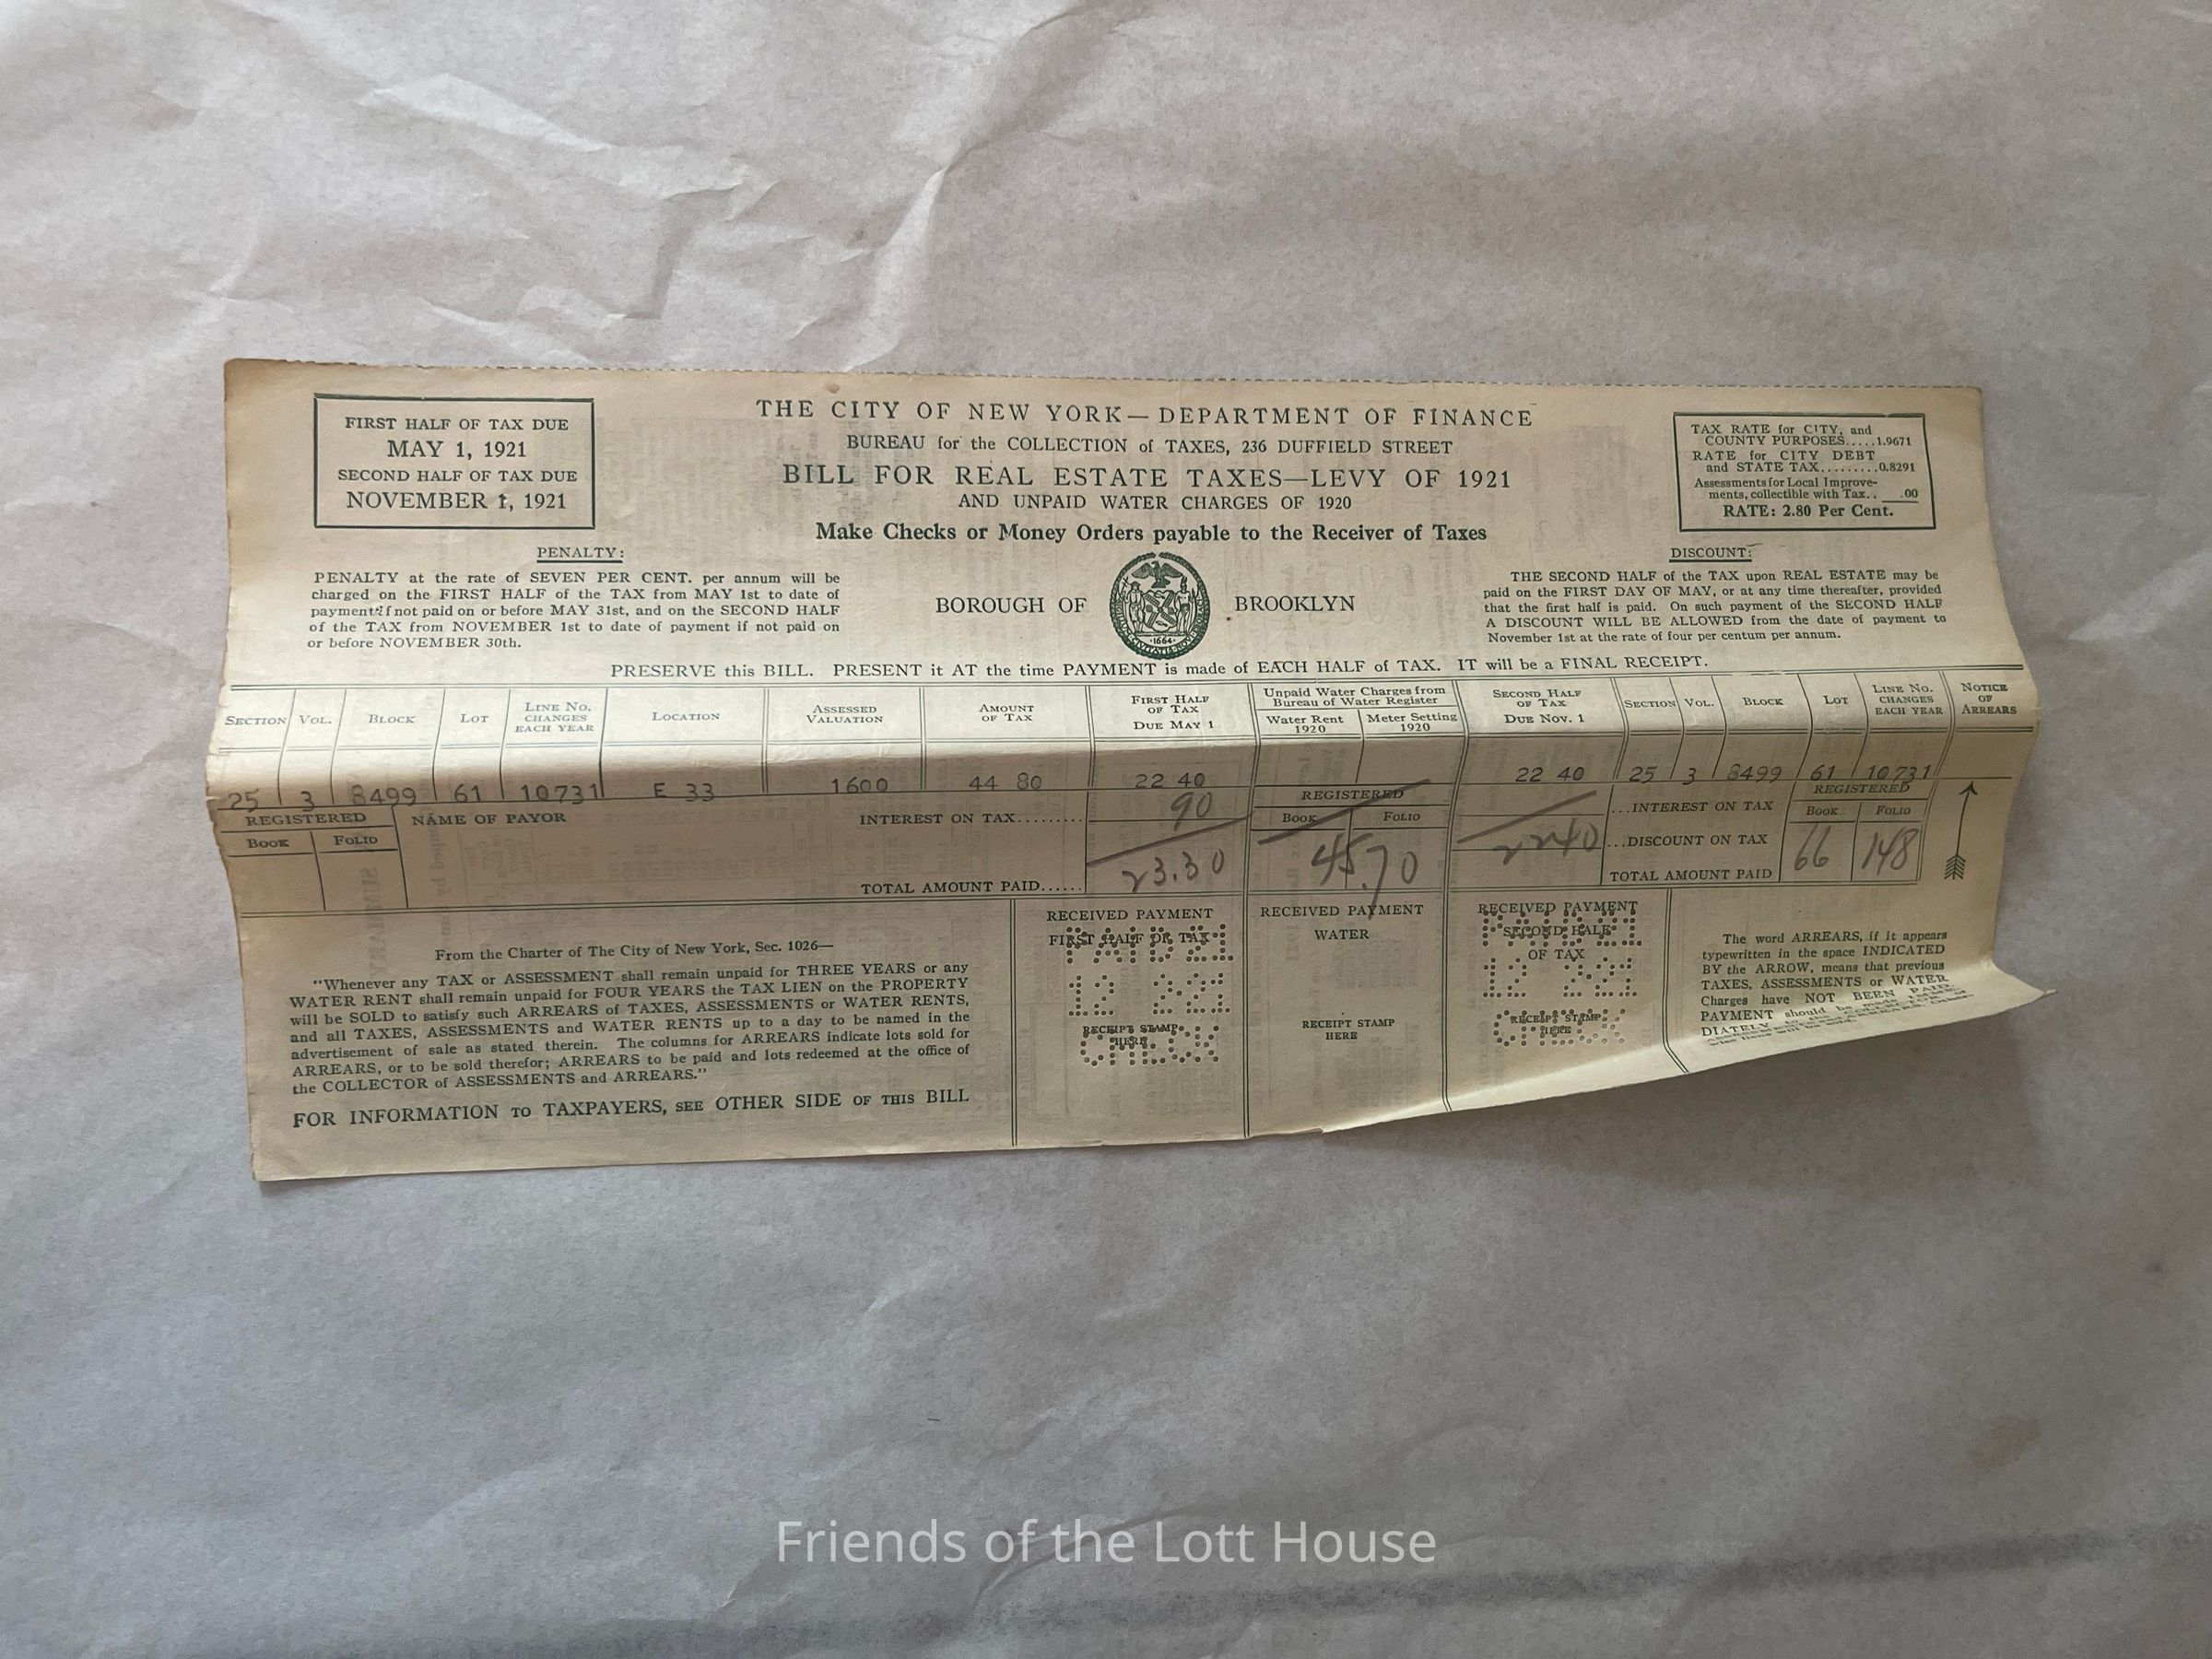 FIRST HALF OF TAX DUE
MAY 1, 1921
SECOND HALF OF TAX DUE
NOVEMBER 1, 1921
THE CITY OF NEW YORK—DEPARTMENT OF FINANCE
BUREAU for the COLLECTION of TAXES, 236 DUFFIELD STREET
BILL FOR REAL ESTATE TAXES—LEVY OF 1921
AND UNPAID WATER CHARGES OF 1920
Make Checks or Money Orders payable to the Receiver of Taxes
TAX RATE for CITY, and
COUNTY PURPOSES.....1.9671
RATE for CITY DEBT
and STATE TAX.........0.8291
Assessments for Local Improve-
ments, collectible with Tax.. .00
RATE: 2.80 Per Cent.
PENALTY:
PENALTY at the rate of SEVEN PER CENT. per annum will be
charged on the FIRST HALF of the TAX from MAY 1st to date of
payment if not paid on or before MAY 31st, and on the SECOND HALF
of the TAX from NOVEMBER 1st to date of payment if not paid on
or before NOVEMBER 30th.
BOROUGH OF BROOKLYN
1664
DISCOUNT:
THE SECOND HALF of the TAX upon REAL ESTATE may be
paid on the FIRST DAY OF MAY, or at any time thereafter, provided
that the first half is paid. On such payment of the SECOND HALF
A DISCOUNT WILL BE ALLOWED from the date of payment to
November 1st at the rate of four per centum per annum.
PRESERVE this BILL. PRESENT it AT the time PAYMENT is made of EACH HALF of TAX. IT will be a FINAL RECEIPT.
SECTION VOL. BLOCK LOT LINE NO. CHANGES EACH YEAR LOCATION ASSESSED VALUATION AMOUNT OF TAX FIRST HALF OF TAX DUE MAY 1 Unpaid Water Charges from Bureau of Water Register Water Rent 1920 Meter Setting 1920 SECOND HALF OF TAX DUE NOV. 1 SECTION VOL. BLOCK LOT LINE NO. CHANGES EACH YEAR NOTICE OF ARREARS
25 3 8499 61 10731 E 33 1600 44 80 22 40 22 40 25 3 8499 61 10731
REGISTERED
Book Folio
NAME OF PAYOR
INTEREST ON TAX......... 90
TOTAL AMOUNT PAID...... 23.30
REGISTERED
Book Folio
45.70
22 40
...INTEREST ON TAX
...DISCOUNT ON TAX
TOTAL AMOUNT PAID
REGISTERED
Book Folio
66 148
From the Charter of The City of New York, Sec. 1026—
"Whenever any TAX or ASSESSMENT shall remain unpaid for THREE YEARS or any
WATER RENT shall remain unpaid for FOUR YEARS the TAX LIEN on the PROPERTY
will be SOLD to satisfy such ARREARS of TAXES, ASSESSMENTS or WATER RENTS,
and all TAXES, ASSESSMENTS and WATER RENTS up to a day to be named in the
advertisement of sale as stated therein. The columns for ARREARS indicate lots sold for
ARREARS, or to be sold therefor; ARREARS to be paid and lots redeemed at the office of
the COLLECTOR of ASSESSMENTS and ARREARS."
FOR INFORMATION TO TAXPAYERS, SEE OTHER SIDE OF THIS BILL
RECEIVED PAYMENT
FIRST HALF OF TAX
PAID
12 2 21
RECEIPT STAMP
HERE
CHECK
RECEIVED PAYMENT
WATER
RECEIPT STAMP
HERE
RECEIVED PAYMENT
SECOND HALF
OF TAX
PAID
12 2 21
RECEIPT STAMP
HERE
CHECK
The word ARREARS, if it appears
typewritten in the space INDICATED
BY the ARROW, means that previous
TAXES, ASSESSMENTS or WATER
Charges have NOT BEEN PAID.
PAYMENT should be made
DIATELY
Friends of the Lott House